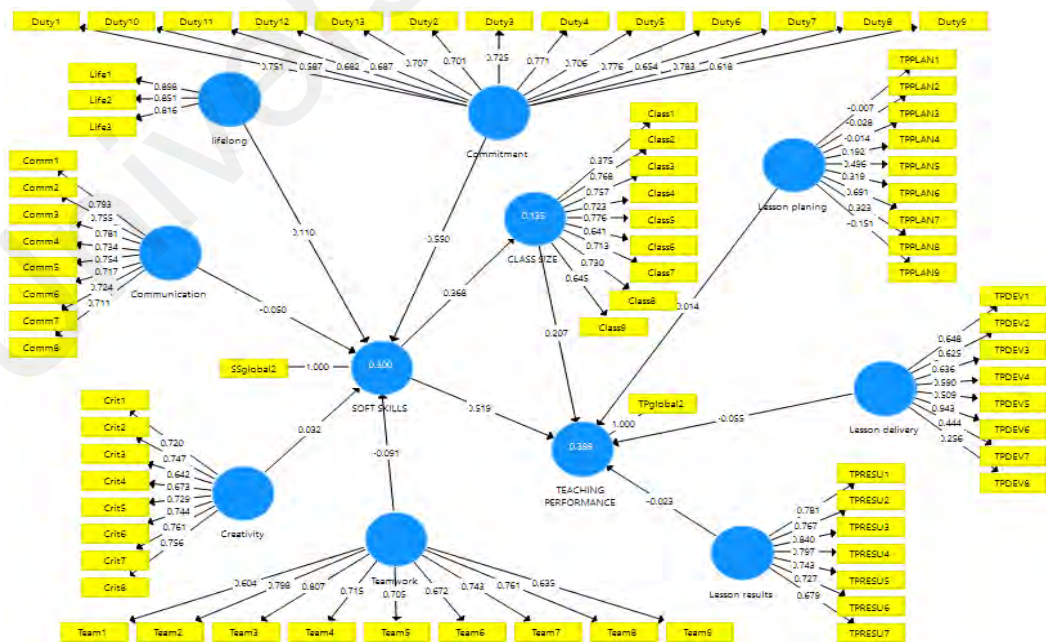 Duty1 Duty10 Duty11 Duty12 Duty13 Duty2 Duty3 Duty4 Duty5 Duty6 Duty7 Duty8 Duty9
0.751 0.587 0.682 0.687 0.707 0.701 0.725 0.771 0.706 0.776 0.654 0.783 0.618
Commitment
Life1
Life2
Life3
0.898
0.851
0.816
lifelong
0.110
0.550
Comm1
Comm2
Comm3
Comm4
Comm5
Comm6
Comm7
Comm8
0.793
0.755
0.781
0.734
0.754
0.717
0.724
0.711
Communication
-0.050
Class1
Class2
Class3
Class4
Class5
Class6
Class7
Class8
Class9
0.375
0.768
0.757
0.723
0.776
0.641
0.713
0.730
0.645
0.135
CLASS SIZE
0.368
0.207
TPPLAN1
TPPLAN2
TPPLAN3
TPPLAN4
TPPLAN5
TPPLAN6
TPPLAN7
TPPLAN8
TPPLAN9
-0.007
-0.028
-0.014
0.192
0.496
0.319
0.691
0.323
-0.151
Lesson planing
0.014
SSglobal2
1.000
SOFT SKILLS
0.519
TPglobal2
1.000
TEACHING
PERFORMANCE
TPDEV1
TPDEV2
TPDEV3
TPDEV4
TPDEV5
TPDEV6
TPDEV7
TPDEV8
0.648
0.625
0.636
0.590
0.509
0.444
0.256
Lesson delivery
-0.055
Crit1
Crit2
Crit3
Crit4
Crit5
Crit6
Crit7
Crit8
0.720
0.747
0.642
0.673
0.729
0.744
0.761
0.756
Creativity
0.032
-0.091
Teamwork
0.604 0.798 0.807 0.715 0.705 0.672 0.743 0.761 0.635
Team1 Team2 Team3 Team4 Team5 Team6 Team7 Team8 Team9
TPRESU1
TPRESU2
TPRESU3
TPRESU4
TPRESU5
TPRESU6
TPRESU7
0.781
0.767
0.840
0.797
0.743
0.727
0.679
Lesson results
-0.023